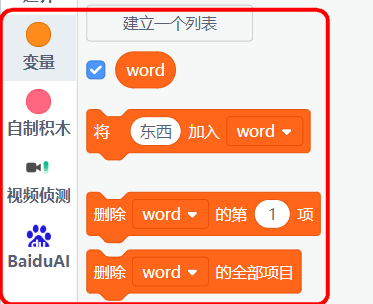 建立一个列表
变量
word
自制积木
将 东西 加入 word
视频侦测
删除 word 的第 1 项
BaiduAI
删除 word 的全部项目